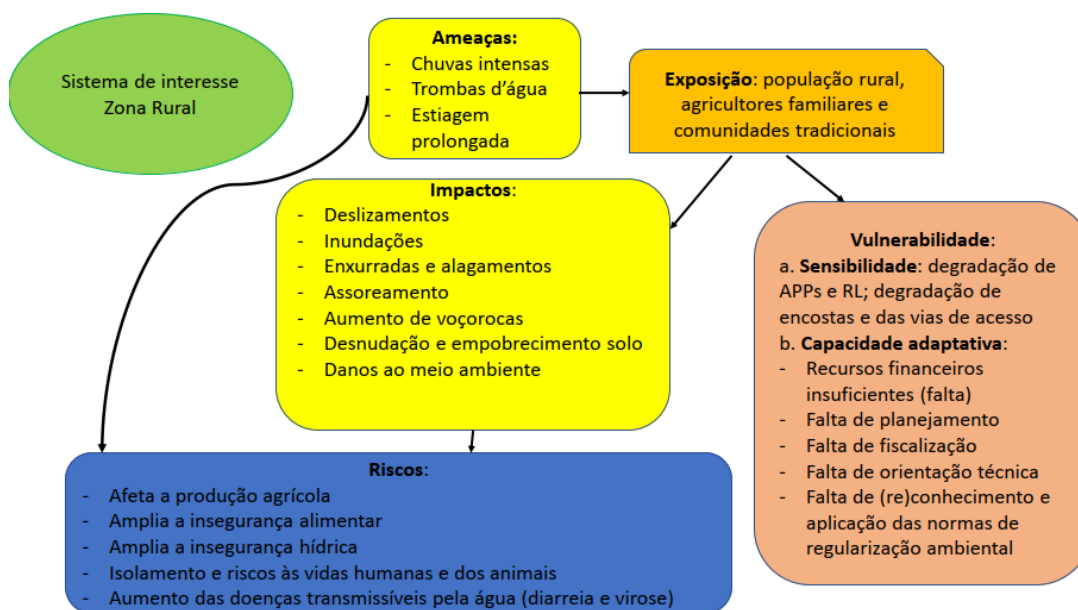 Sistema de interesse
Zona Rural
Ameaças:
- Chuvas intensas
- Trombas d'água
- Estiagem
prolongada
Exposição: população rural,
agricultores familiares e
comunidades tradicionais
Impactos:
- Deslizamentos
- Inundações
- Enxurradas e alagamentos
- Assoreamento
- Aumento de voçorocas
- Desnudação e empobrecimento solo
- Danos ao meio ambiente
Vulnerabilidade:
a. Sensibilidade: degradação de
APPs e RL; degradação de
encostas e das vias de acesso
b. Capacidade adaptativa:
- Recursos financeiros
insuficientes (falta)
- Falta de planejamento
- Falta de fiscalização
- Falta de orientação técnica
- Falta de (re)conhecimento e
aplicação das normas de
regularização ambiental
Riscos:
- Afeta a produção agrícola
- Amplia a insegurança alimentar
- Amplia a insegurança hídrica
- Isolamento e riscos às vidas humanas e dos animais
- Aumento das doenças transmissíveis pela água (diarreia e virose)